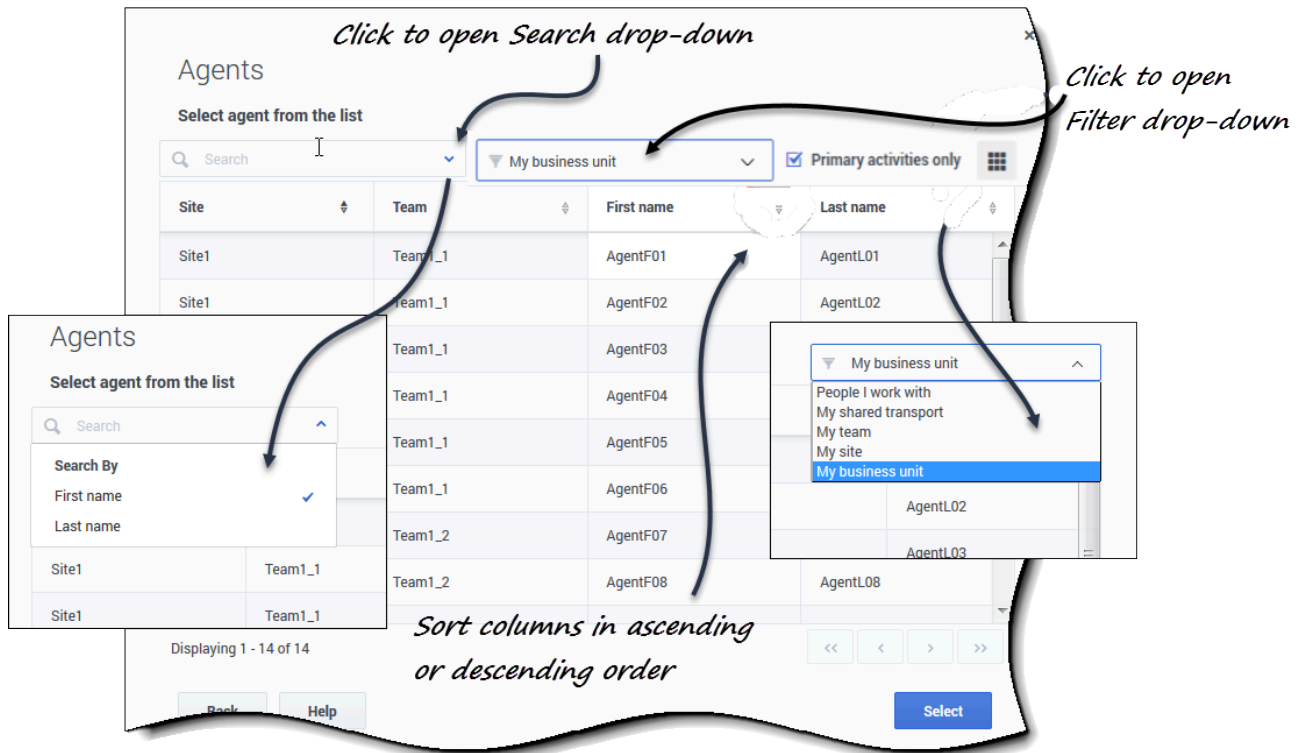 Click to open Search drop-down
×
Agents
Click to open
Filter drop-down
Select agent from the list
Search
My business unit
Primary activities only
Site Team First name Last name
Site1 Team1_1 AgentF01 AgentL01
Site1 Team1_1 AgentF02 AgentL02
Team1_1 AgentF03
Team1_1 AgentF04
Team1_1 AgentF05
Team1_1 AgentF06
Team1_2 AgentF07
Team1_2 AgentF08 AgentL08
Agents
Select agent from the list
Search
Search By
First name
Last name
Site1 Team1_1
Site1 Team1_1
My business unit
People I work with
My shared transport
My team
My site
My business unit
AgentL02
AgentL03
Sort columns in ascending
or descending order
Displaying 1 - 14 of 14
<< < > >>
Back Help Select